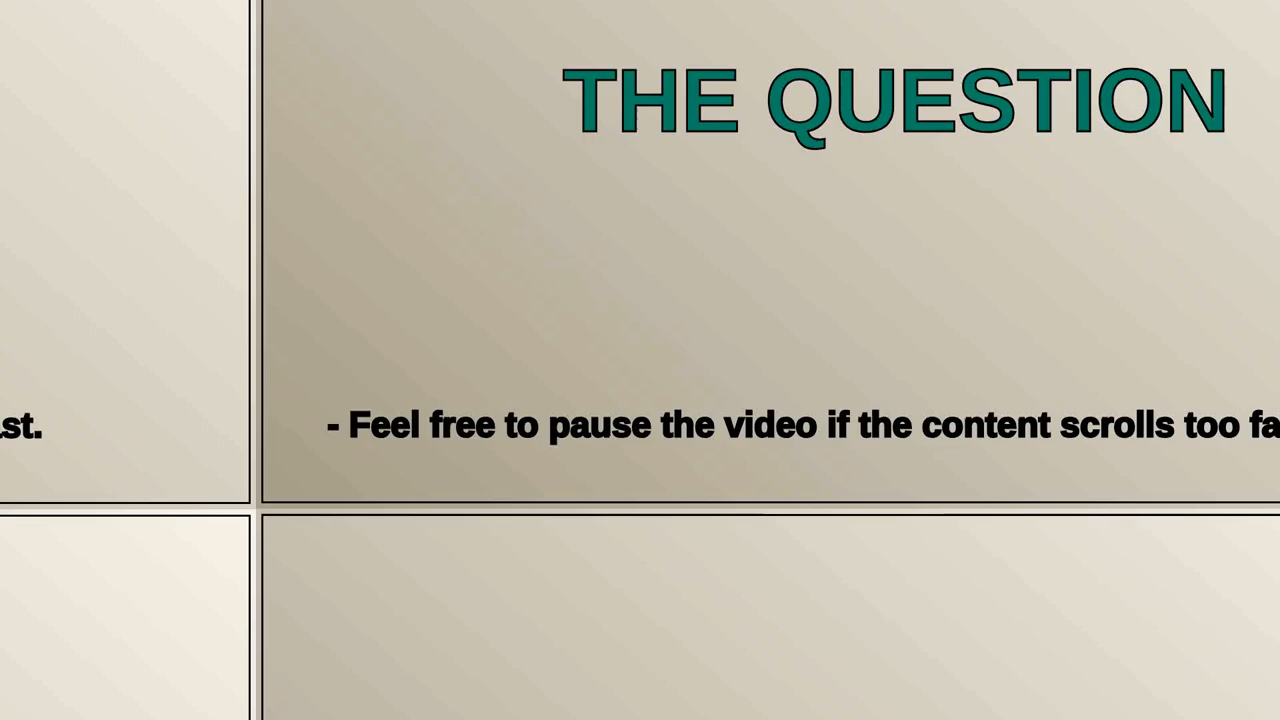 THE QUESTION
st.
- Feel free to pause the video if the content scrolls too fa